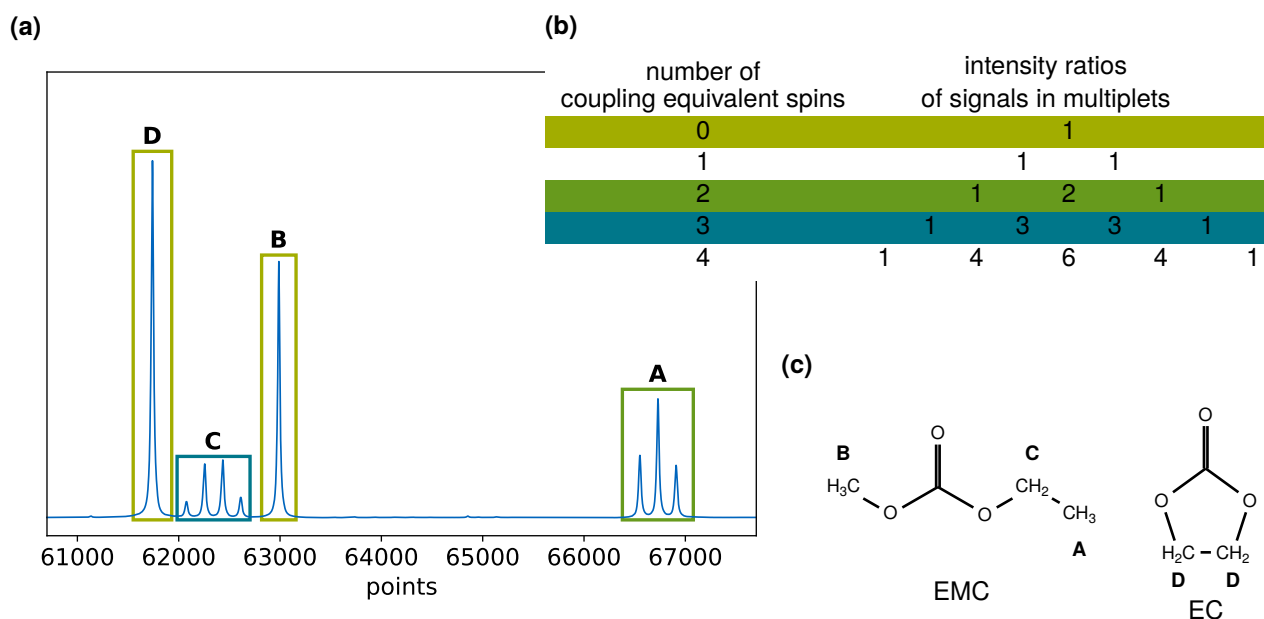 (a)
D
C
B
A
61000 62000 63000 64000 65000 66000 67000
points
(b)
number of coupling equivalent spins
intensity ratios of signals in multiplets
0 1
1 1 1
2 1 2 1
3 1 3 3 1
4 1 4 6 4 1
(c)
O
B C
H₃C CH₂
O O
CH₃
A
EMC
O
O O
H₂C CH₂
D D
EC